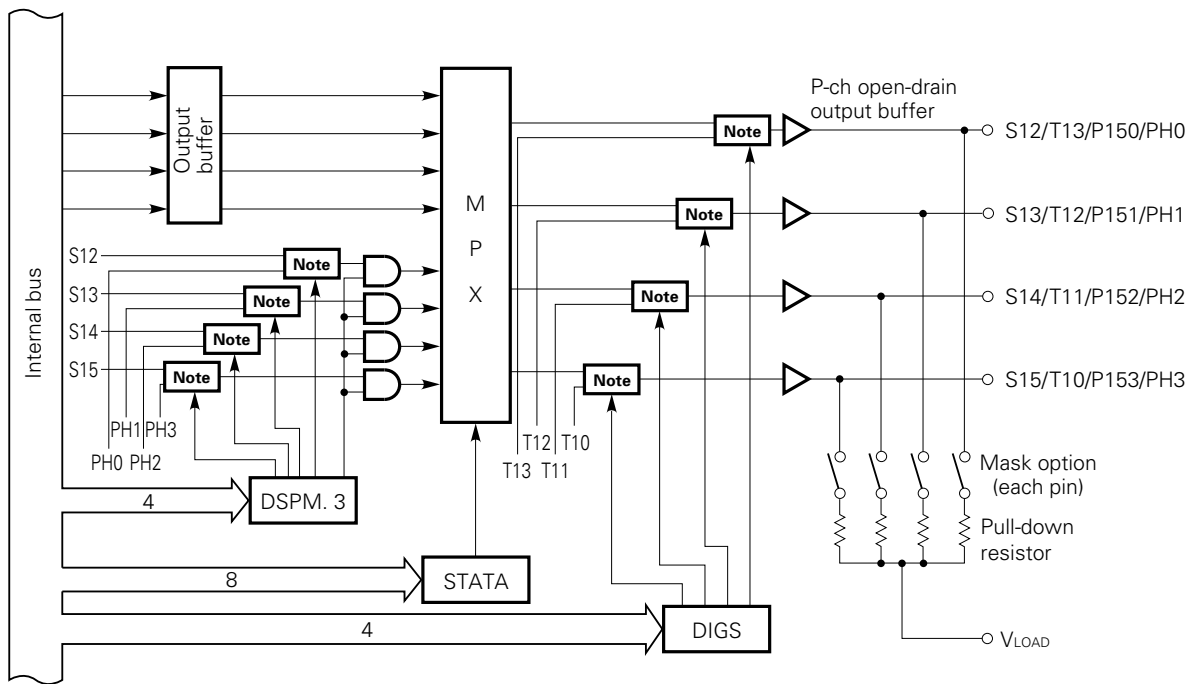 Internal bus
Output
buffer
M
P
X
P-ch open-drain
output buffer
Note
S12/T13/P150/PH0
Note
S13/T12/P151/PH1
Note
S14/T11/P152/PH2
Note
S15/T10/P153/PH3
S12
Note
S13
Note
S14
Note
S15
Note
PH1 PH3
PH0 PH2
T12 T10
T13 T11
Mask option
(each pin)
Pull-down
resistor
4
DSPM. 3
8
STATA
4
DIGS
VLOAD